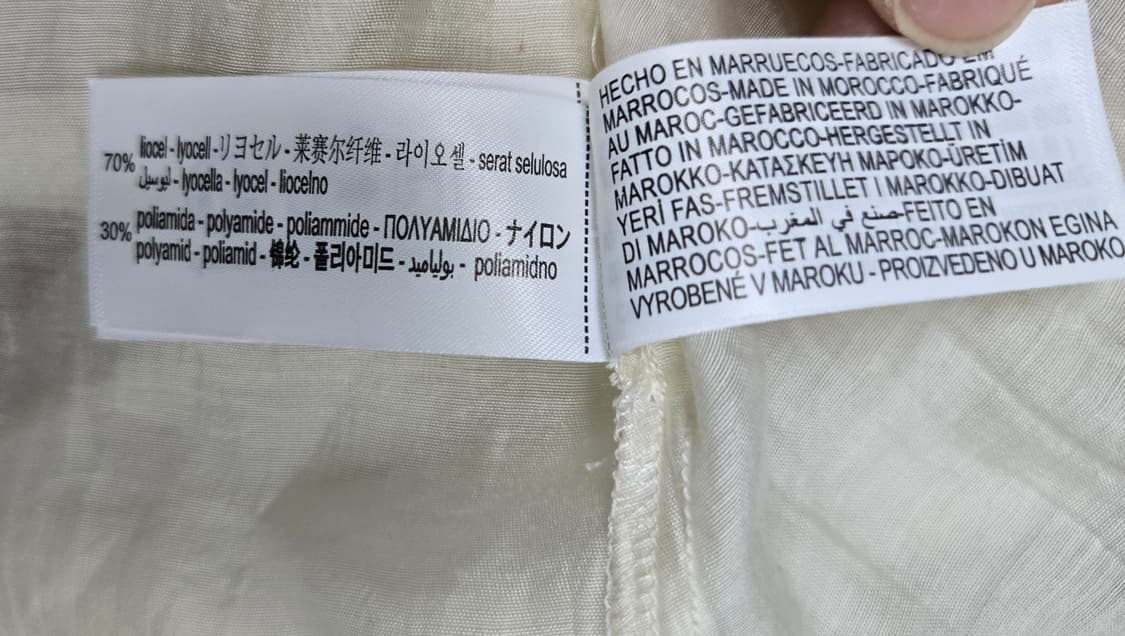 70% liocel - lyocell - リヨセル - 莱赛尔纤维 - 라이오셀 - serat selulosa
ليوسيل - lyocella - lyocel - liocelno
30% poliamida - polyamide - poliammide - ΠΟΛΥΑΜΙΔΙΟ - ナイロン
polyamid - poliamid - 锦纶 - 폴리아미드 - بولياميد - poliamidno
HECHO EN MARRUECOS-FABRICADO EM
MARROCOS-MADE IN MOROCCO-FABRIQUÉ
AU MAROC-GEFABRICEERD IN MAROKKO-
FATTO IN MAROCCO-HERGESTELLT IN
MAROKKO-ΚΑΤΑΣΚΕΥΗ ΜΑΡΟΚΟ-ÜRETİM
YERİ FAS-FREMSTILLET I MAROKKO-DIBUAT
DI MAROKO-صنع في المغرب-FEITO EN
MARROCOS-FET AL MARROC-MAROKON EGINA
VYROBENÉ V MAROKU - PROIZVEDENO U MAROKO